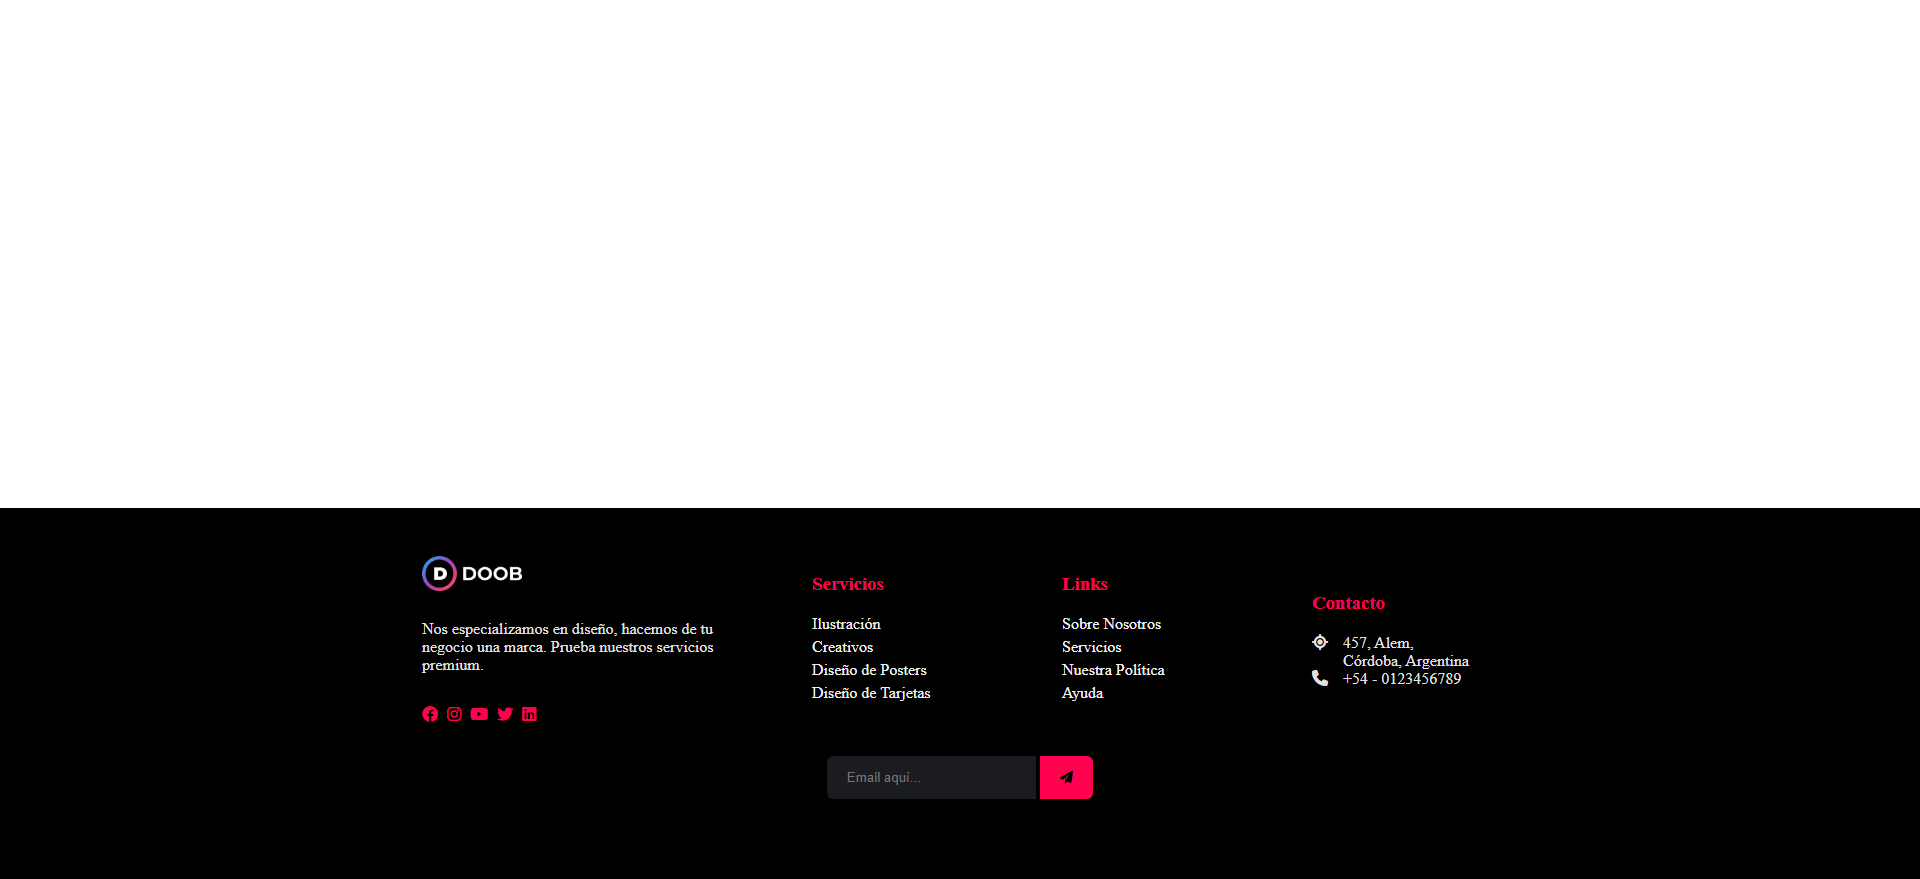 D DOOB
Nos especializamos en diseño, hacemos de tu
negocio una marca. Prueba nuestros servicios
premium.
Servicios
Ilustración
Creativos
Diseño de Posters
Diseño de Tarjetas
Links
Sobre Nosotros
Servicios
Nuestra Política
Ayuda
Contacto
457, Alem,
Córdoba, Argentina
+54 - 0123456789
Email aquí...